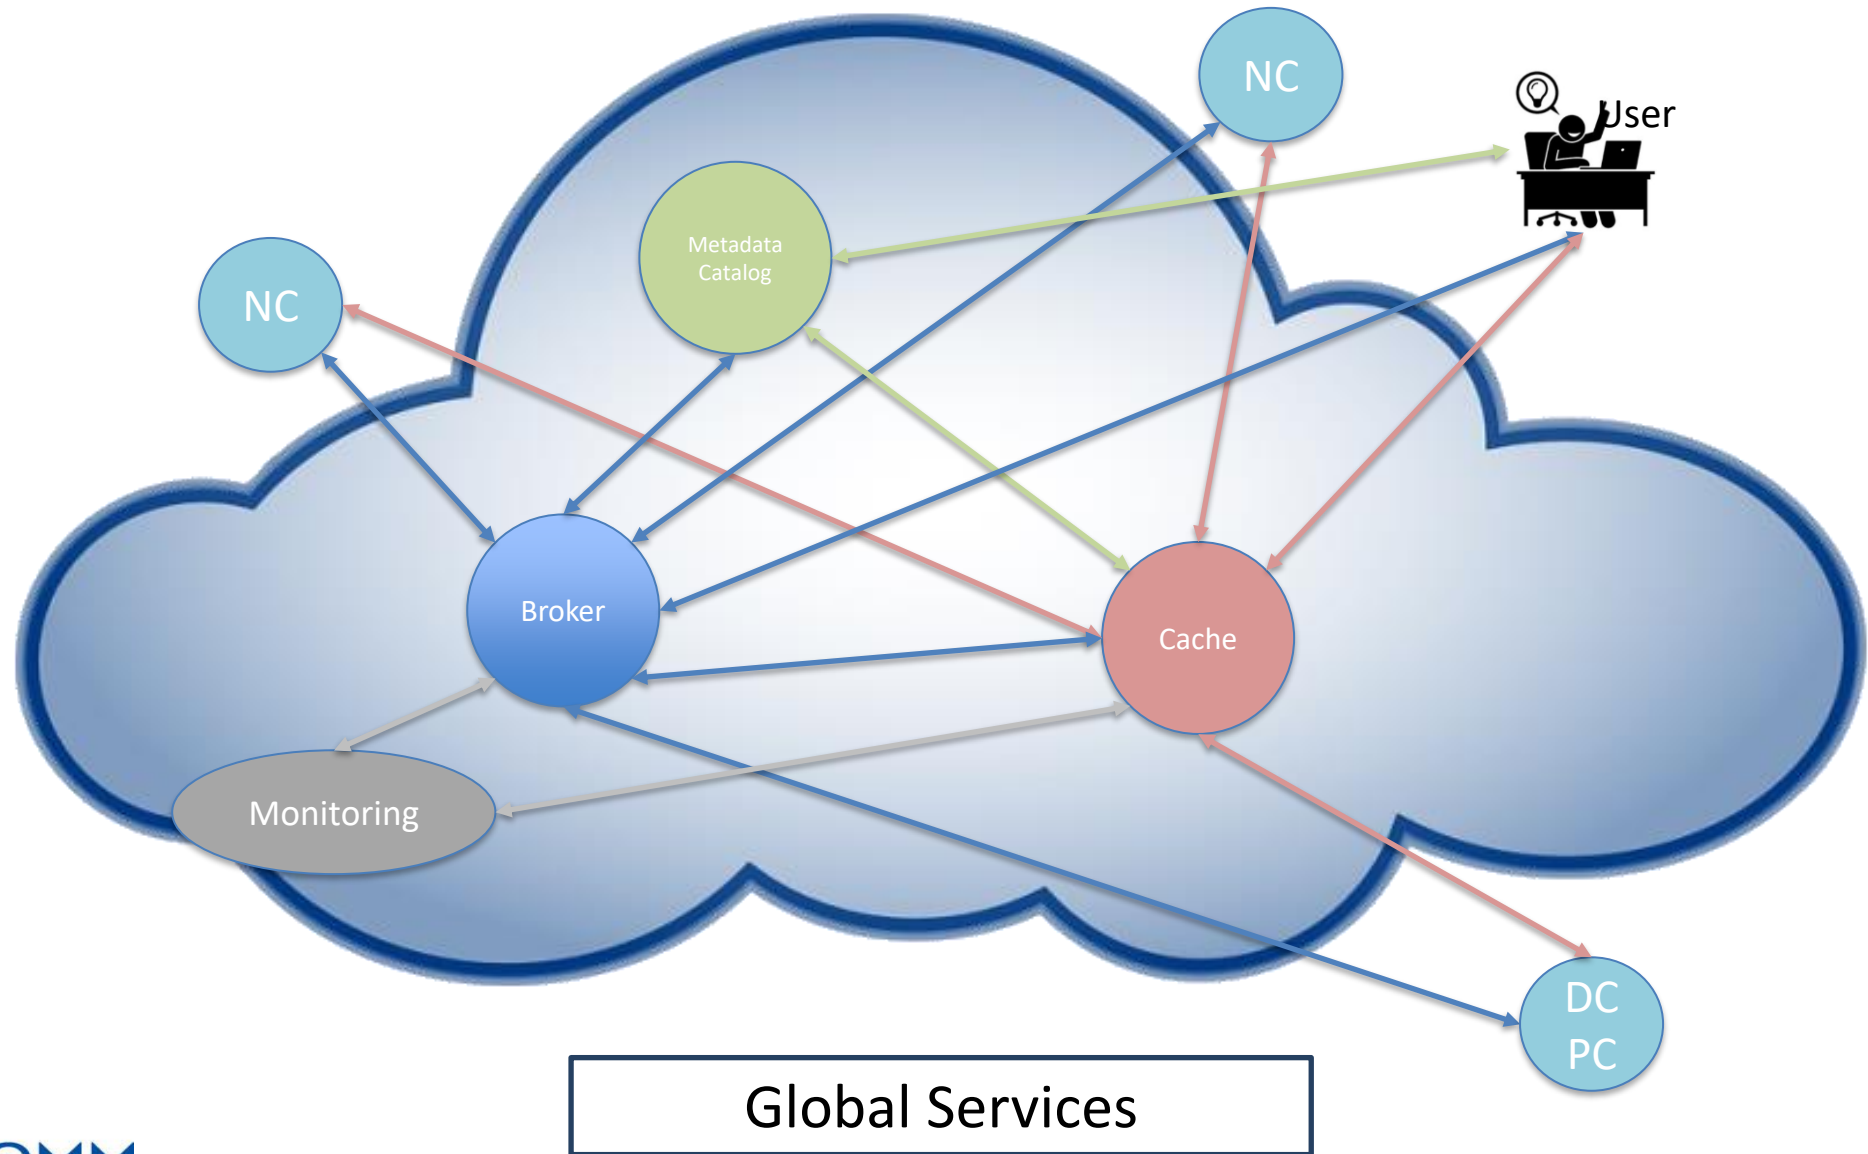 NC
User
Metadata
Catalog
NC
Broker
Cache
Monitoring
DC
PC
Global Services